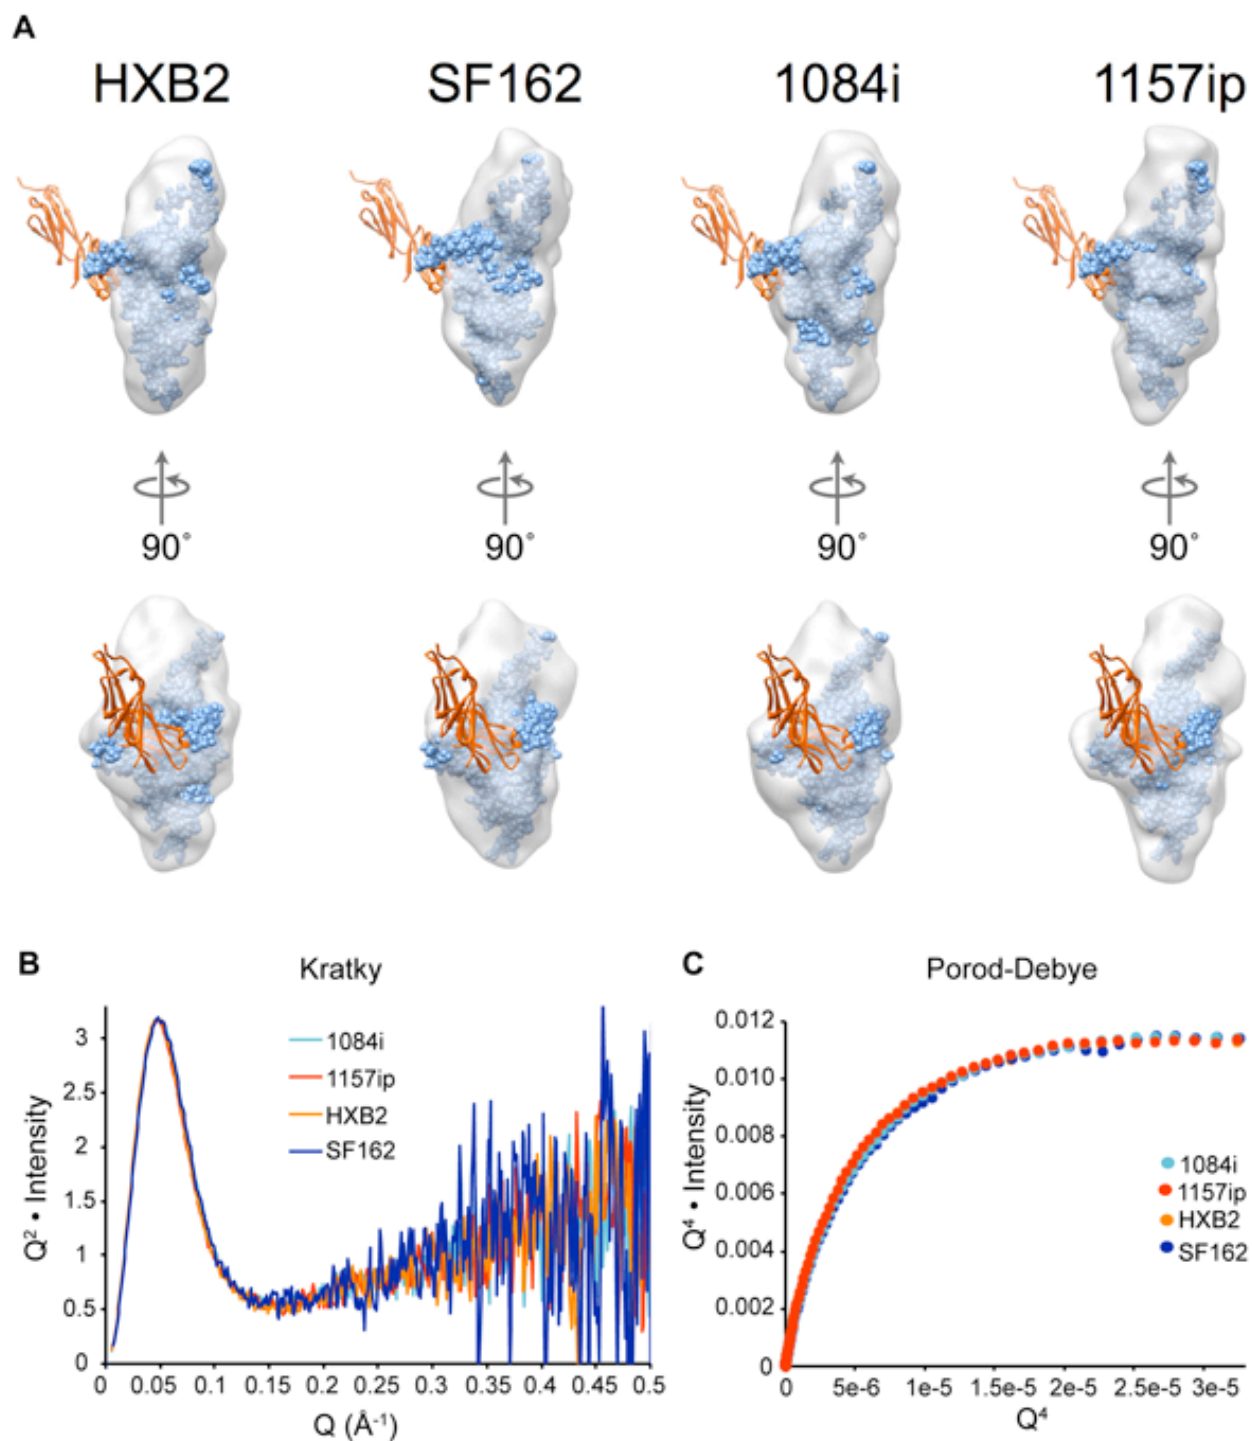 A
HXB2 SF162 1084i 1157ip
90° 90° 90° 90°
B Kratky
Q² • Intensity
3
2.5
2
1.5
1
0.5
0
1084i
1157ip
HXB2
SF162
0 0.05 0.1 0.15 0.2 0.25 0.3 0.35 0.4 0.45 0.5
Q (Å⁻¹)
C Porod-Debye
Q⁴ • Intensity
0.012
0.010
0.008
0.006
0.004
0.002
0
1084i
1157ip
HXB2
SF162
0 5e-6 1e-5 1.5e-5 2e-5 2.5e-5 3e-5
Q⁴